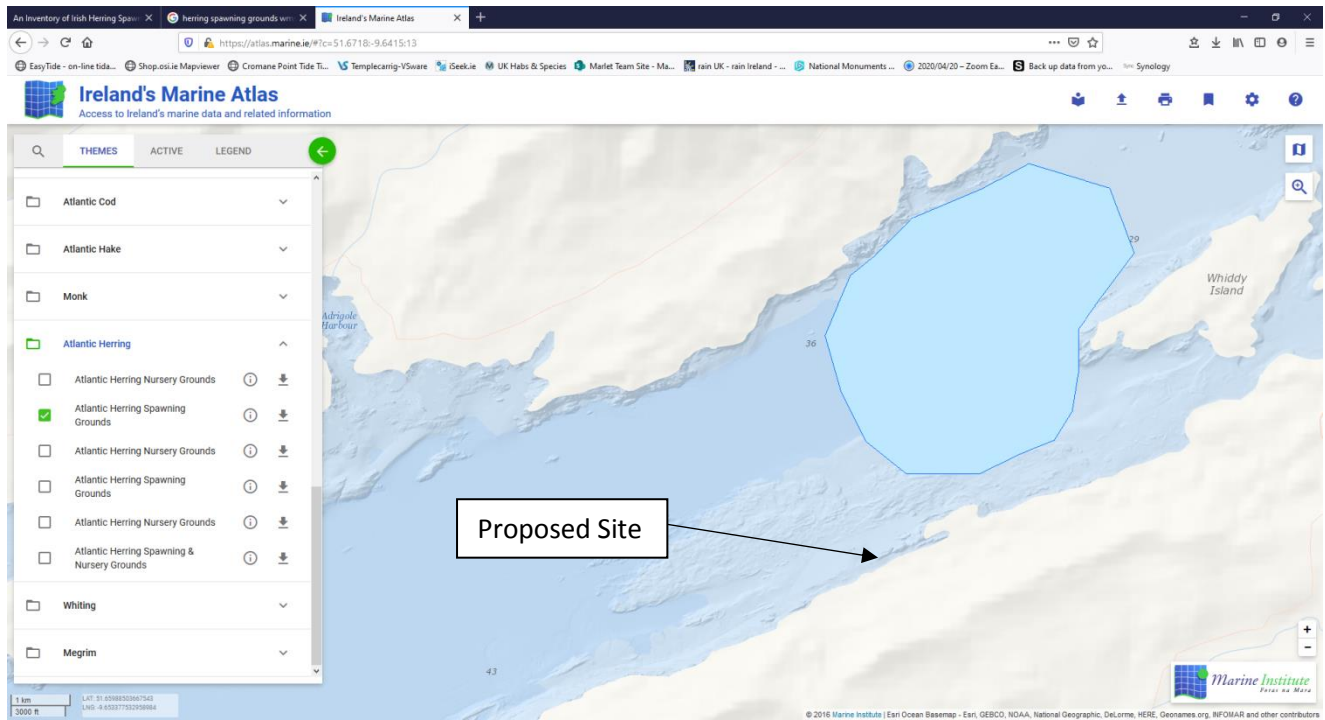 An Inventory of Irish Herring Spaw
herring spawning grounds wm
Ireland's Marine Atlas
https://atlas.marine.ie/#?c=51.6718:-9.6415:13
EasyTide - on-line tida...
Shop.osi.ie Mapviewer
Cromane Point Tide Ti...
Templecarrig-VSware
iSeek.ie
UK Habs & Species
Marlet Team Site - Ma...
rain UK - rain Ireland - ...
National Monuments ...
2020/04/20 – Zoom Ea...
Back up data from yo...
Synology
Ireland's Marine Atlas
Access to Ireland's marine data and related information
THEMES
ACTIVE
LEGEND
Atlantic Cod
Atlantic Hake
Monk
Atlantic Herring
Atlantic Herring Nursery Grounds
Atlantic Herring Spawning
Grounds
Atlantic Herring Nursery Grounds
Atlantic Herring Spawning
Grounds
Atlantic Herring Nursery Grounds
Atlantic Herring Spawning &
Nursery Grounds
Whiting
Megrim
Adrigole
Harbour
36
29
Whiddy
Island
Proposed Site
43
Marine Institute
Foras na Mara
1 km
3000 ft
© 2016 Marine Institute | Esri Ocean Basemap - Esri, GEBCO, NOAA, National Geographic, DeLorme, HERE, Geonames.org, INFOMAR and other contributors